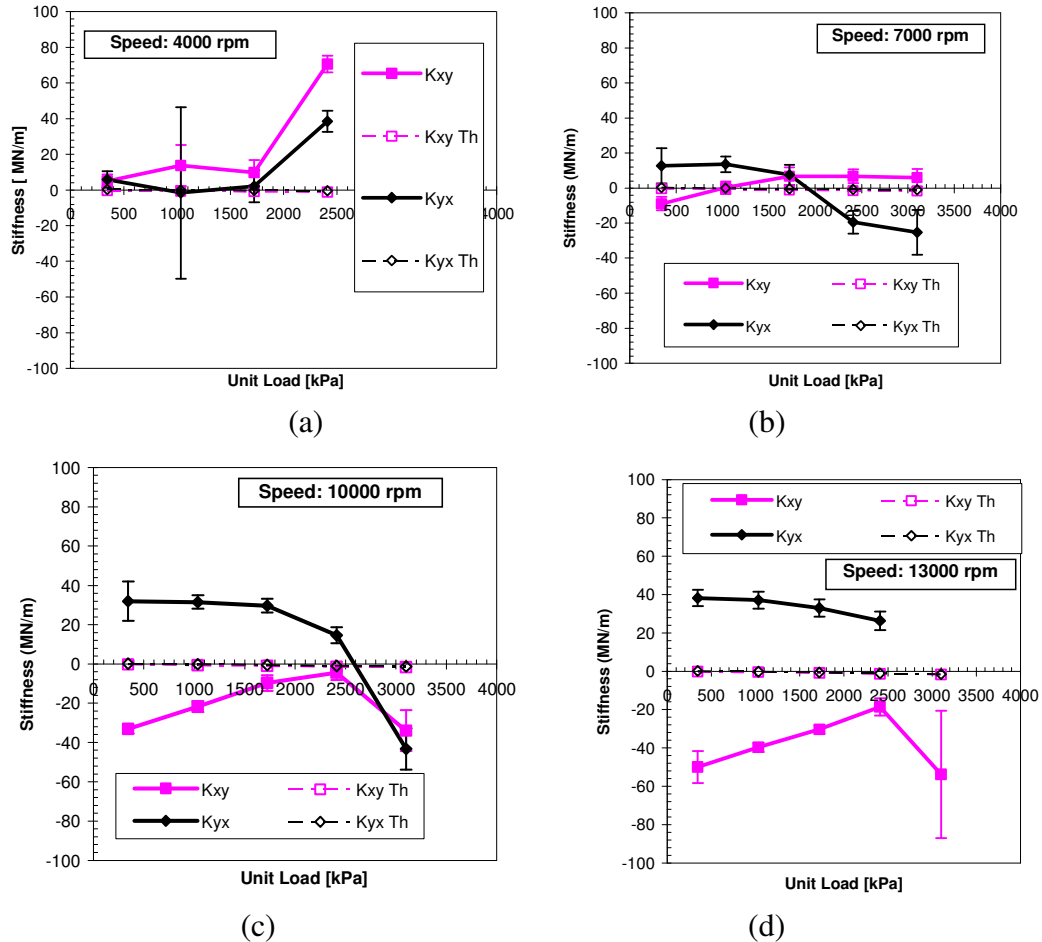 100
80
60
40
20
0
-20
-40
-60
-80
-100
Stiffness [ MN/m]
Speed: 4000 rpm
Kxy
Kxy Th
Kyx
Kyx Th
0 500 1000 1500 2000 2500 4000
Unit Load [kPa]
(a)
100
80
60
40
20
0
-20
-40
-60
-80
-100
Stiffness (MN/m)
Speed: 7000 rpm
0 500 1000 1500 2000 2500 3000 3500 4000
Kxy Kxy Th
Kyx Kyx Th
Unit Load [kPa]
(b)
100
80
60
40
20
0
-20
-40
-60
-80
-100
Stiffness (MN/m)
Speed: 10000 rpm
0 500 1000 1500 2000 2500 3000 3500 4000
Kxy Kxy Th
Kyx Kyx Th
Unit Load [kPa]
(c)
100
80
60
40
20
0
-20
-40
-60
-80
-100
Stiffness (MN/m)
Kxy Kxy Th
Kyx Kyx Th
Speed: 13000 rpm
0 500 1000 1500 2000 2500 3000 3500 4000
Unit Load [kPa]
(d)